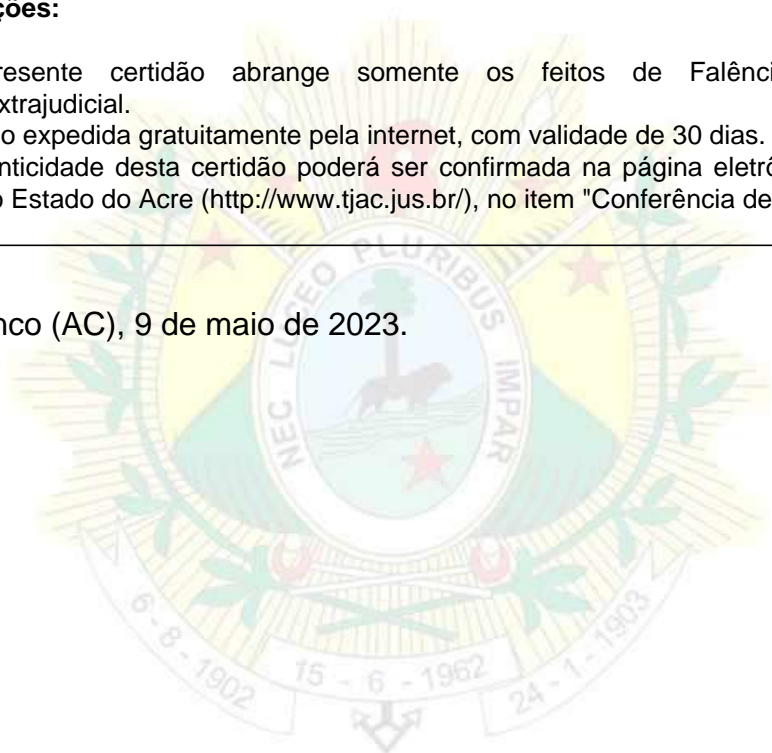 ções:
resente certidão abrange somente os feitos de Falênci
xtrajudicial.
o expedida gratuitamente pela internet, com validade de 30 dias.
nticidade desta certidão poderá ser confirmada na página eletrô
o Estado do Acre (http://www.tjac.jus.br/), no item "Conferência de
nco (AC), 9 de maio de 2023.
NEC LUCEO PLURIBUS IMPAR
6 - 8 - 1902
15 - 6 - 1962
24 - 1 - 1903